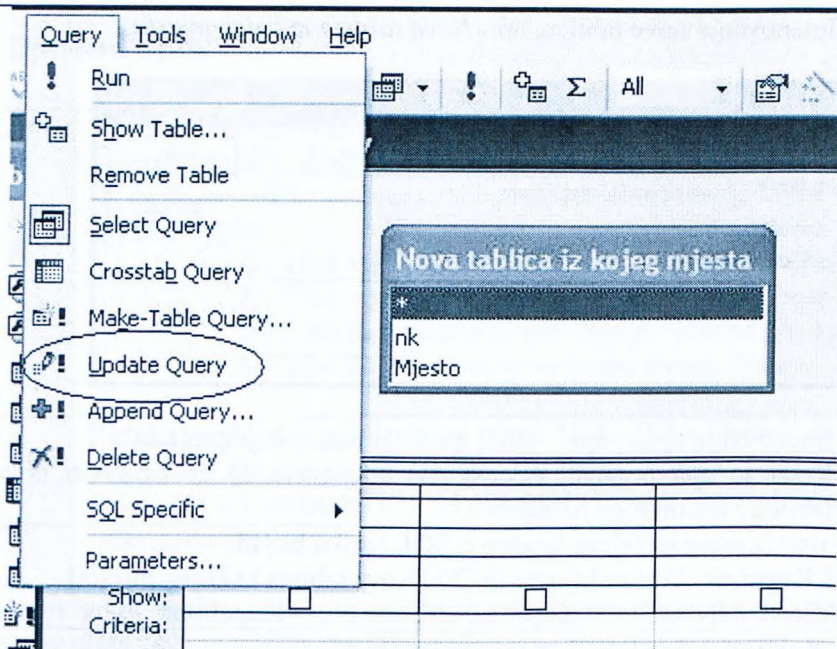 Query Tools Window Help
Run
All
Show Table...
Remove Table
Select Query
Crosstab Query
Make-Table Query...
Update Query
Append Query...
Delete Query
SQL Specific
Parameters...
Nova tablica iz kojeg mjesta
*
nk
Mjesto
Show:
Criteria: